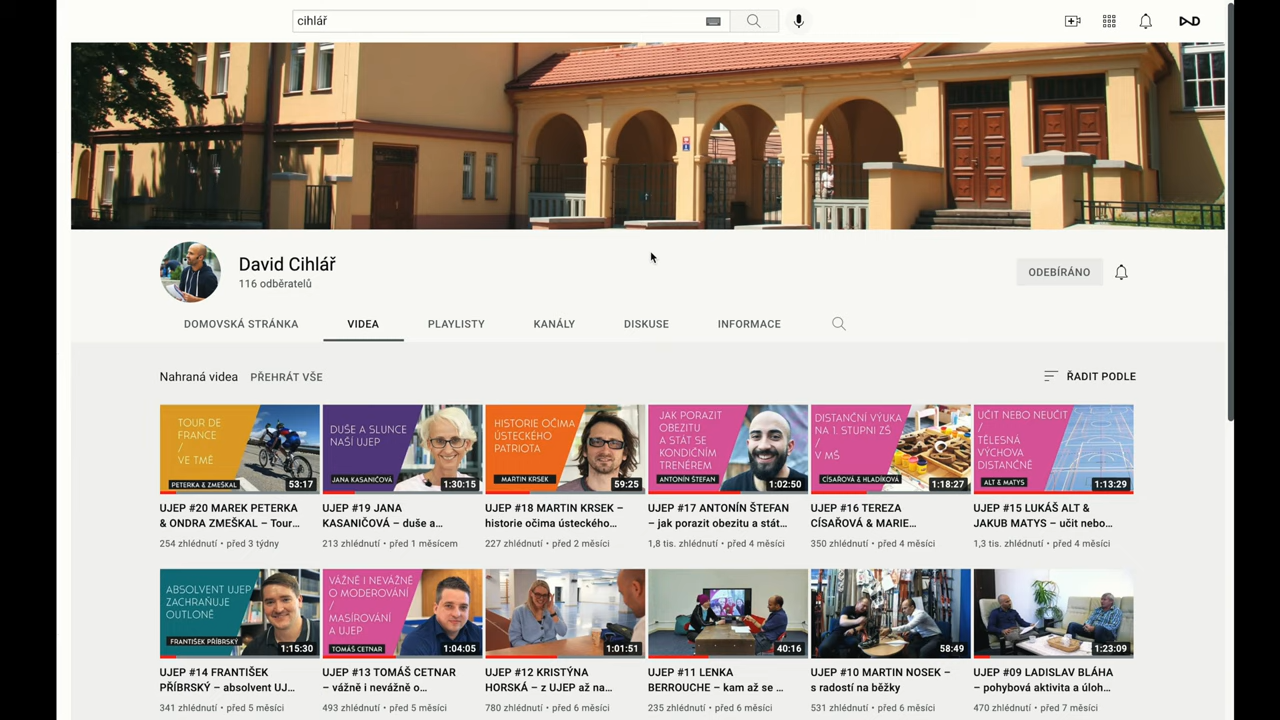 cihlář
David Cihlář
116 odběratelů
ODEBÍRÁNO
DOMOVSKÁ STRÁNKA
VIDEA
PLAYLISTY
KANÁLY
DISKUSE
INFORMACE
Nahraná videa
PŘEHRÁT VŠE
ŘADIT PODLE
TOUR DE
FRANCE
/
VE TMĚ
PETERKA & ZMEŠKAL
53:17
UJEP #20 MAREK PETERKA
& ONDRA ZMEŠKAL – Tour...
254 zhlédnutí • před 3 týdny
DUŠE A SLUNCE
NAŠÍ UJEP
JANA KASANIČOVÁ
1:30:15
UJEP #19 JANA
KASANIČOVÁ – duše a...
213 zhlédnutí • před 1 měsícem
HISTORIE OČIMA
ÚSTECKÉHO
PATRIOTA
MARTIN KRSEK
59:25
UJEP #18 MARTIN KRSEK –
historie očima ústeckého...
227 zhlédnutí • před 2 měsíci
JAK PORAZIT
OBEZITU
A STÁT SE
KONDIČNÍM
TRENÉREM
ANTONÍN ŠTEFAN
1:02:50
UJEP #17 ANTONÍN ŠTEFAN
– jak porazit obezitu a stát...
1,8 tis. zhlédnutí • před 4 měsíci
DISTANČNÍ VÝUKA
NA 1. STUPNI ZŠ
/
V MŠ
CÍSAŘOVÁ & HLADÍKOVÁ
1:18:27
UJEP #16 TEREZA
CÍSAŘOVÁ & MARIE...
350 zhlédnutí • před 4 měsíci
UČIT NEBO NEUČIT
/
TĚLESNÁ
VÝCHOVA
DISTANČNĚ
ALT & MATYS
1:13:29
UJEP #15 LUKÁŠ ALT &
JAKUB MATYS – učit nebo...
1,3 tis. zhlédnutí • před 4 měsíci
ABSOLVENT UJEP
ZACHRAŇUJE
OUTLONĚ
FRANTIŠEK PŘÍBRSKÝ
1:15:30
UJEP #14 FRANTIŠEK
PŘÍBRSKÝ – absolvent UJ...
341 zhlédnutí • před 5 měsíci
VÁŽNĚ I NEVÁŽNĚ
O MODEROVÁNÍ
/
MASÍROVÁNÍ
A UJEP
TOMÁŠ CETNAR
1:04:05
UJEP #13 TOMÁŠ CETNAR
– vážně i nevážně o...
493 zhlédnutí • před 5 měsíci
1:01:51
UJEP #12 KRISTÝNA
HORSKÁ – z UJEP až na...
780 zhlédnutí • před 6 měsíci
40:16
UJEP #11 LENKA
BERROUCHE – kam až se ...
235 zhlédnutí • před 6 měsíci
58:49
UJEP #10 MARTIN NOSEK –
s radostí na běžky
531 zhlédnutí • před 6 měsíci
1:23:09
UJEP #09 LADISLAV BLÁHA
– pohybová aktivita a úloh...
470 zhlédnutí • před 7 měsíci